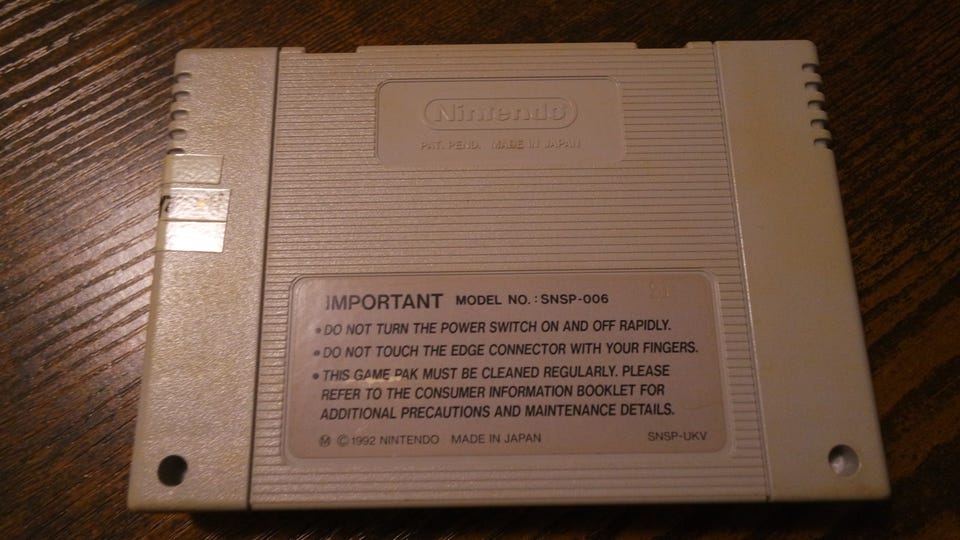 Nintendo
PAT. PEND. MADE IN JAPAN
IMPORTANT MODEL NO. : SNSP-006
• DO NOT TURN THE POWER SWITCH ON AND OFF RAPIDLY.
• DO NOT TOUCH THE EDGE CONNECTOR WITH YOUR FINGERS.
• THIS GAME PAK MUST BE CLEANED REGULARLY. PLEASE
REFER TO THE CONSUMER INFORMATION BOOKLET FOR
ADDITIONAL PRECAUTIONS AND MAINTENANCE DETAILS.
Ⓜ ©1992 NINTENDO MADE IN JAPAN SNSP-UKV